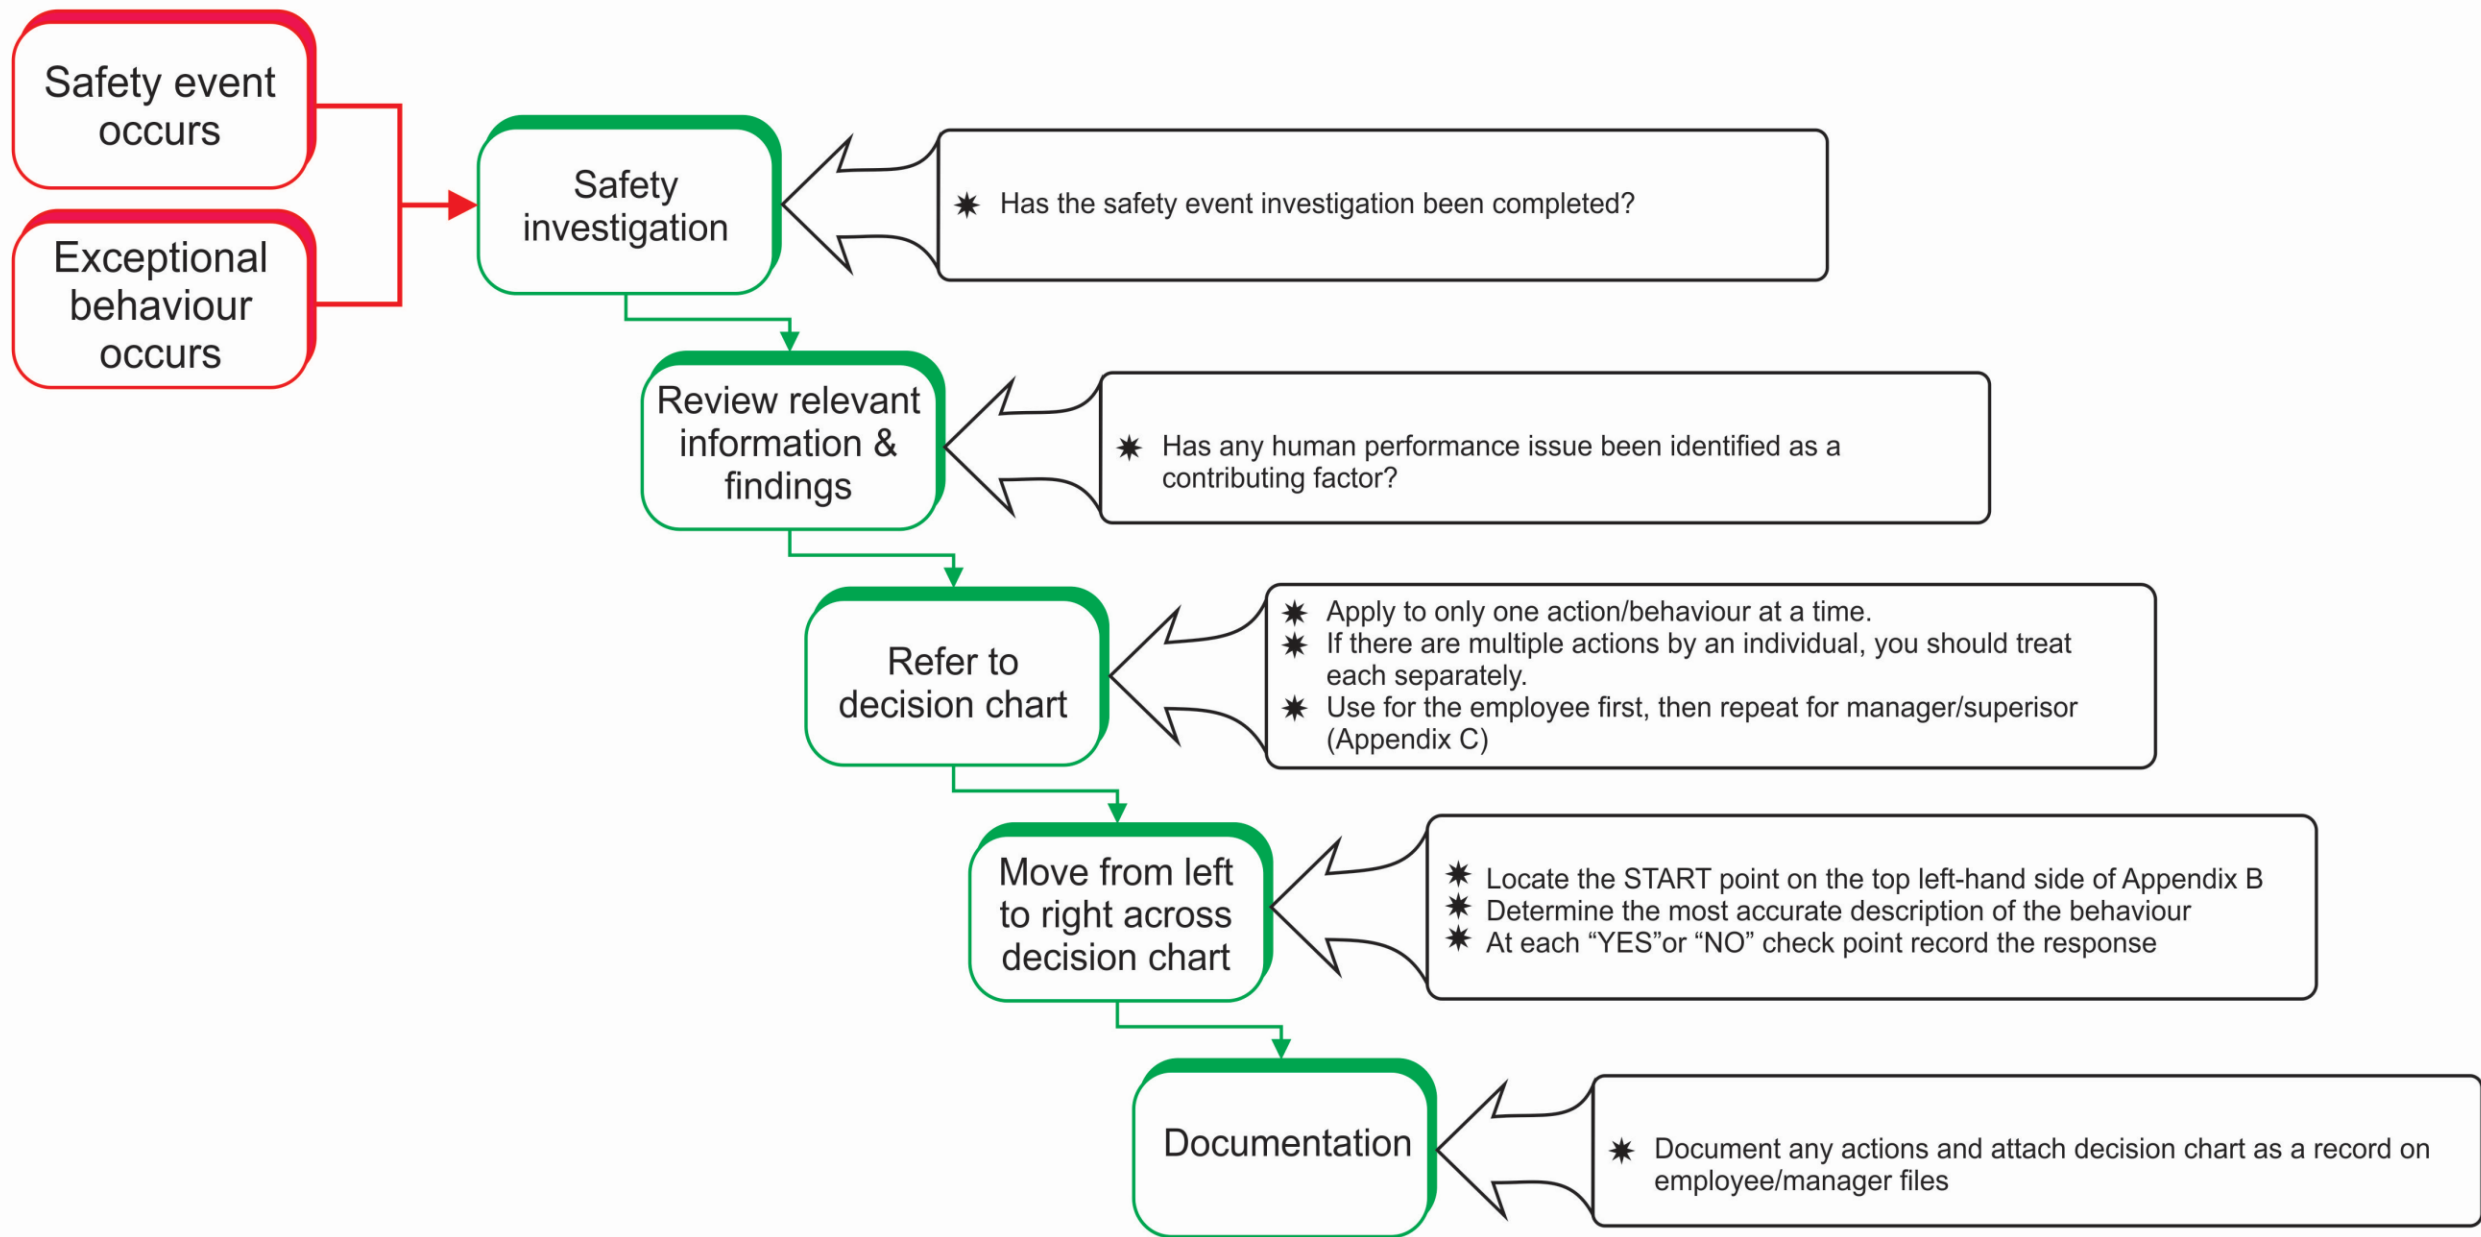 Safety event
occurs
Exceptional
behaviour
occurs
Safety
investigation
Has the safety event investigation been completed?
Review relevant
information &
findings
Has any human performance issue been identified as a
contributing factor?
Refer to
decision chart
Apply to only one action/behaviour at a time.
If there are multiple actions by an individual, you should treat
each separately.
Use for the employee first, then repeat for manager/superisor
(Appendix C)
Move from left
to right across
decision chart
Locate the START point on the top left-hand side of Appendix B
Determine the most accurate description of the behaviour
At each “YES”or “NO” check point record the response
Documentation
Document any actions and attach decision chart as a record on
employee/manager files